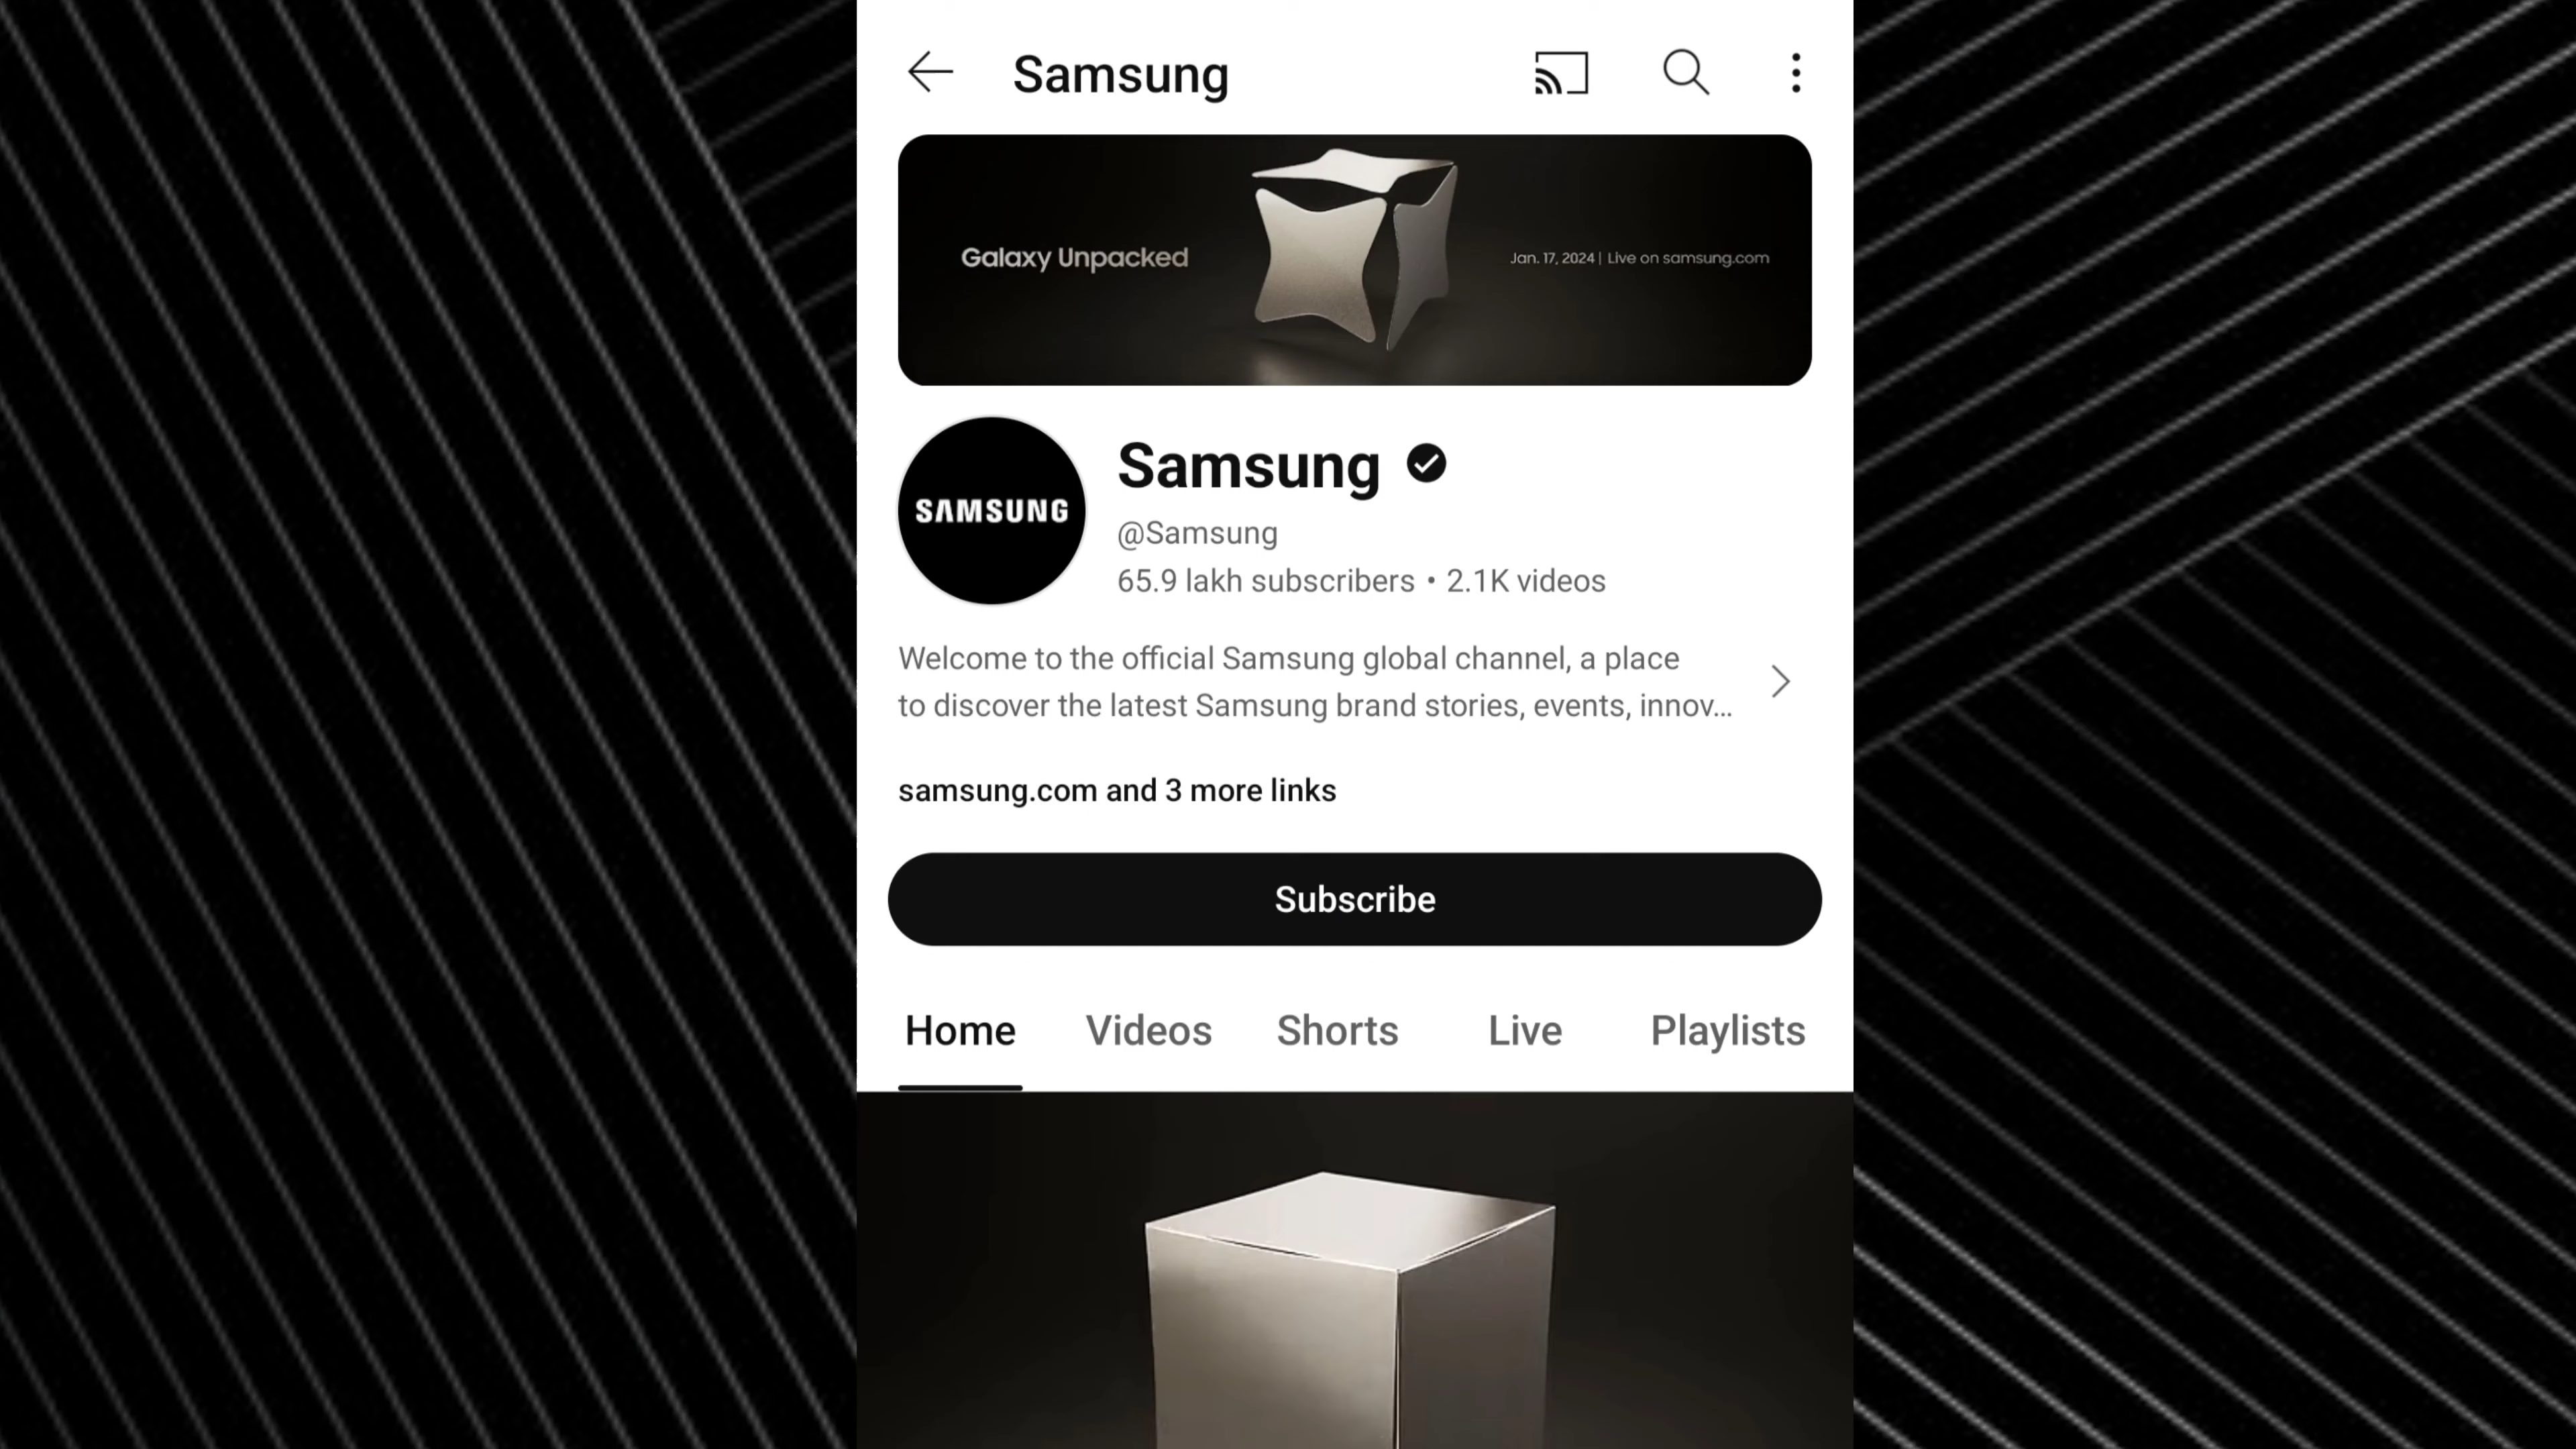 Samsung
Galaxy Unpacked
Jan. 17, 2024 | Live on samsung.com
SAMSUNG
Samsung
@Samsung
65.9 lakh subscribers • 2.1K videos
Welcome to the official Samsung global channel, a place
to discover the latest Samsung brand stories, events, innov...
samsung.com and 3 more links
Subscribe
Home Videos Shorts Live Playlists